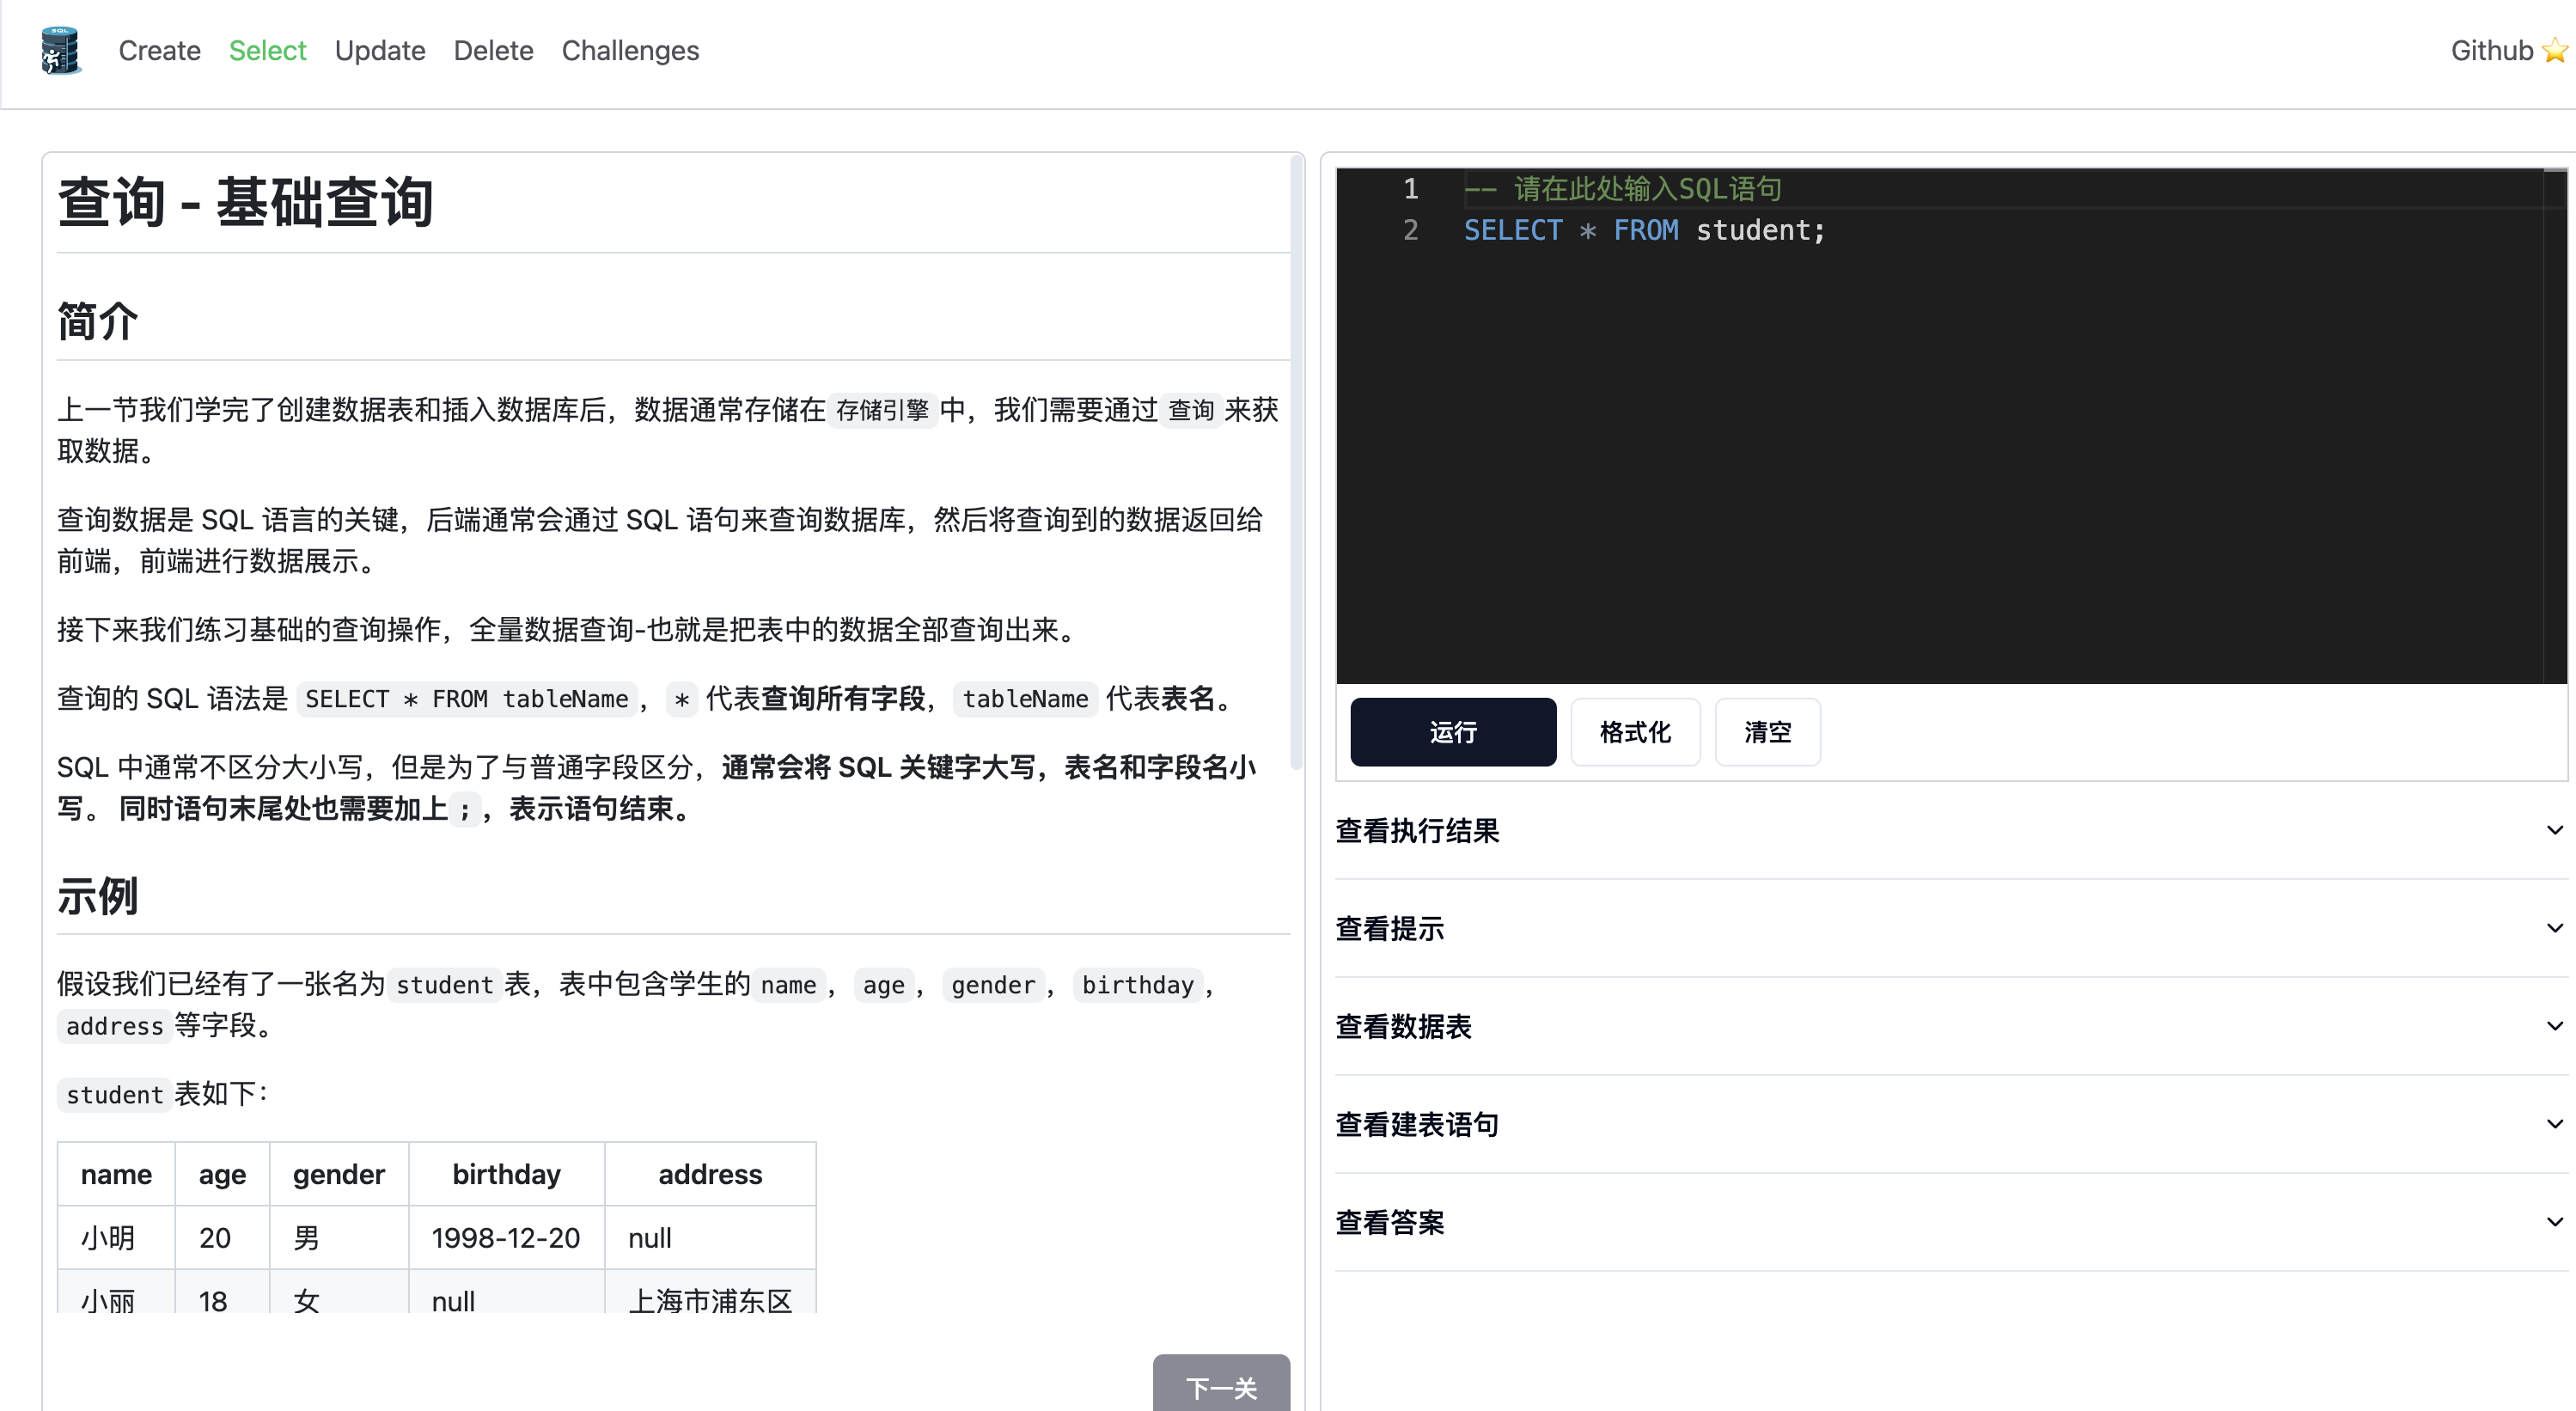 SQL
Create Select Update Delete Challenges
Github ⭐
查询 - 基础查询
简介
上一节我们学完了创建数据表和插入数据库后，数据通常存储在 存储引擎 中，我们需要通过 查询 来获
取数据。
查询数据是 SQL 语言的关键，后端通常会通过 SQL 语句来查询数据库，然后将查询到的数据返回给
前端，前端进行数据展示。
接下来我们练习基础的查询操作，全量数据查询-也就是把表中的数据全部查询出来。
查询的 SQL 语法是 SELECT * FROM tableName， * 代表查询所有字段， tableName 代表表名。
SQL 中通常不区分大小写，但是为了与普通字段区分，通常会将 SQL 关键字大写，表名和字段名小
写。 同时语句末尾处也需要加上 ; ，表示语句结束。
示例
假设我们已经有了一张名为 student 表，表中包含学生的 name ， age ， gender ， birthday ，
address 等字段。
student 表如下：
name age gender birthday address
小明 20 男 1998-12-20 null
小丽 18 女 null 上海市浦东区
下一关
1 -- 请在此处输入SQL语句
2 SELECT * FROM student;
运行 格式化 清空
查看执行结果
查看提示
查看数据表
查看建表语句
查看答案